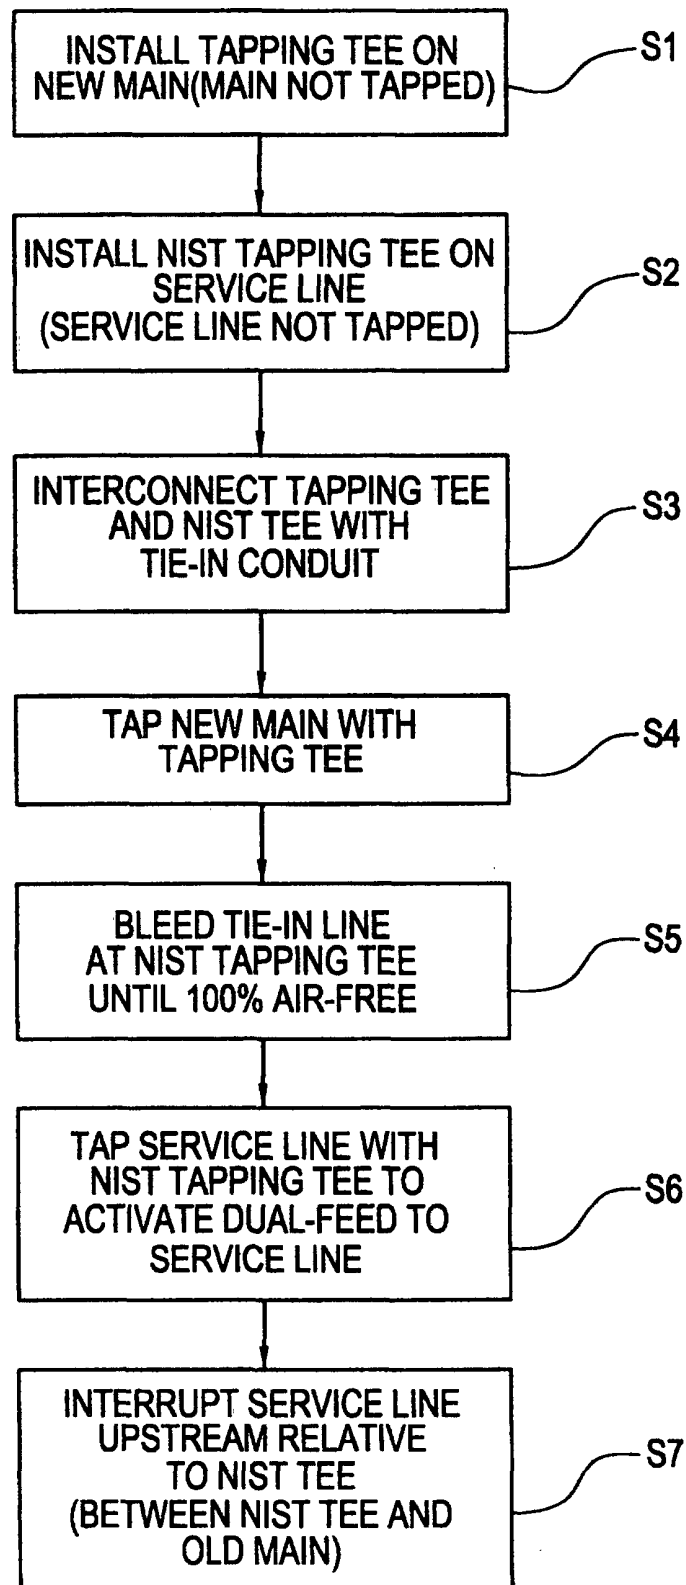 INSTALL TAPPING TEE ON
NEW MAIN(MAIN NOT TAPPED)
S1
INSTALL NIST TAPPING TEE ON
SERVICE LINE
(SERVICE LINE NOT TAPPED)
S2
INTERCONNECT TAPPING TEE
AND NIST TEE WITH
TIE-IN CONDUIT
S3
TAP NEW MAIN WITH
TAPPING TEE
S4
BLEED TIE-IN LINE
AT NIST TAPPING TEE
UNTIL 100% AIR-FREE
S5
TAP SERVICE LINE WITH
NIST TAPPING TEE TO
ACTIVATE DUAL-FEED TO
SERVICE LINE
S6
INTERRUPT SERVICE LINE
UPSTREAM RELATIVE
TO NIST TEE
(BETWEEN NIST TEE AND
OLD MAIN)
S7